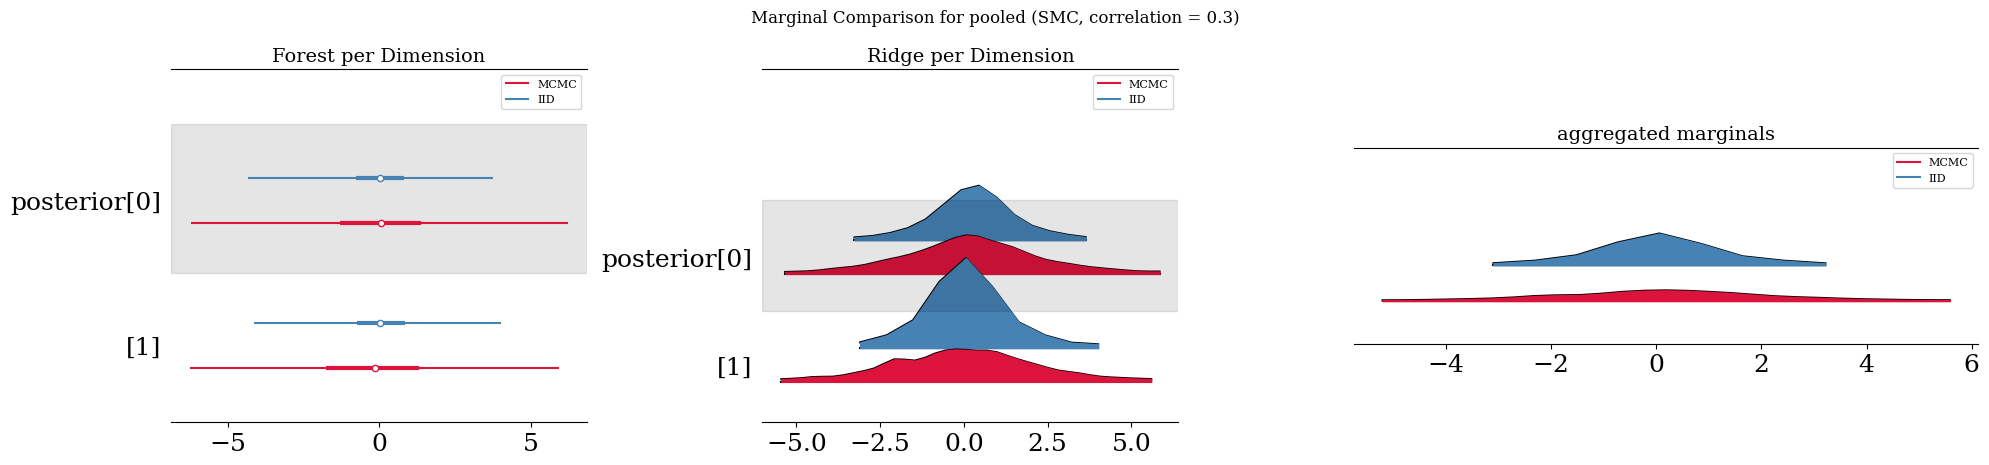 Marginal Comparison for pooled (SMC, correlation = 0.3)
Forest per Dimension
MCMC
IID
posterior[0]
[1]
−5 0 5
Ridge per Dimension
MCMC
IID
posterior[0]
[1]
−5.0 −2.5 0.0 2.5 5.0
aggregated marginals
MCMC
IID
−4 −2 0 2 4 6